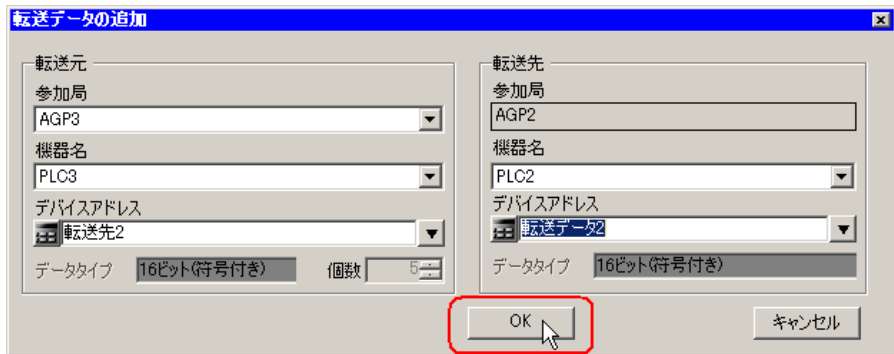 転送データの追加
転送元
参加局
AGP3
機器名
PLC3
デバイスアドレス
転送先2
データタイプ 16ビット(符号付き) 個数 5
転送先
参加局
AGP2
機器名
PLC2
デバイスアドレス
転送データ2
データタイプ 16ビット(符号付き)
OK キャンセル